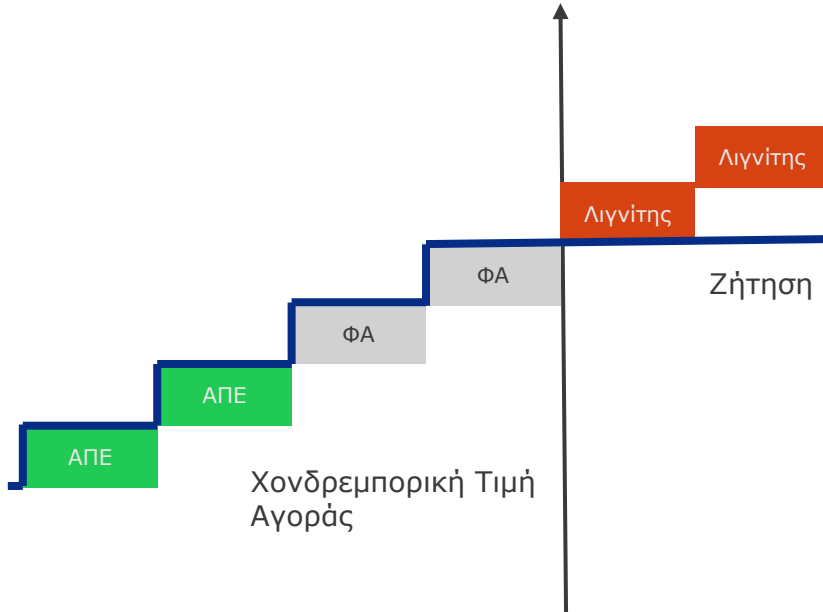 Λιγνίτης
Λιγνίτης
ΦΑ
Ζήτηση
ΦΑ
ΑΠΕ
ΑΠΕ
Χονδρεμπορική Τιμή
Αγοράς